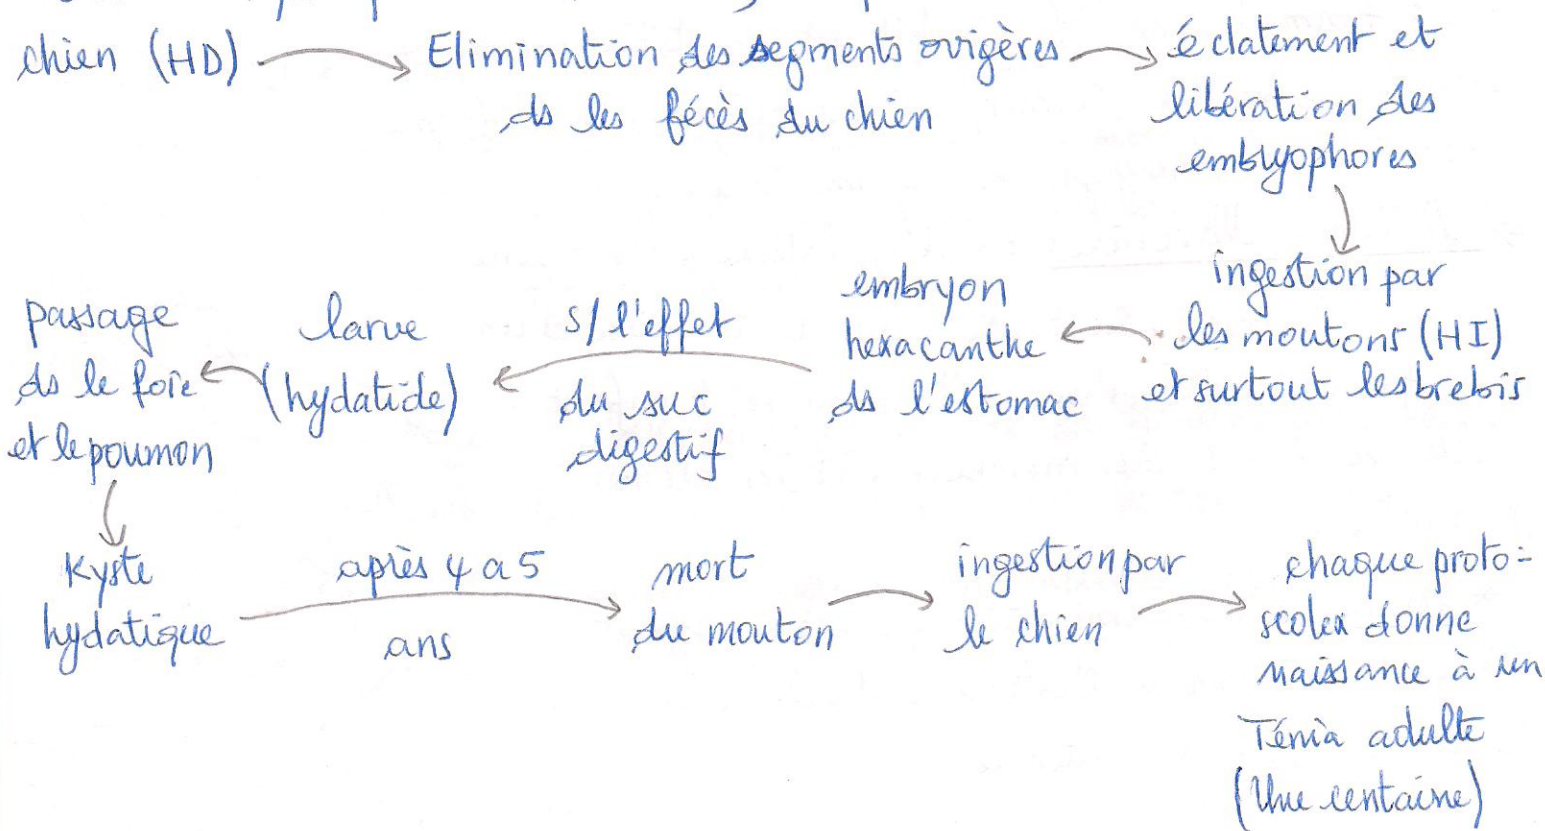 chien (HD)
Elimination des segments ovigères
ds les fécès du chien
éclatement et
libération des
embryophores
ingestion par
les moutons (HI)
et surtout les brebis
embryon
hexacanthe
ds l'estomac
s/ l'effet
du suc
digestif
larve
(hydatide)
passage
ds le foie
et le poumon
Kyste
hydatique
après 4 a 5
ans
mort
du mouton
ingestion par
le chien
chaque proto=
scolex donne
naissance à un
Ténia adulte
(Une centaine)